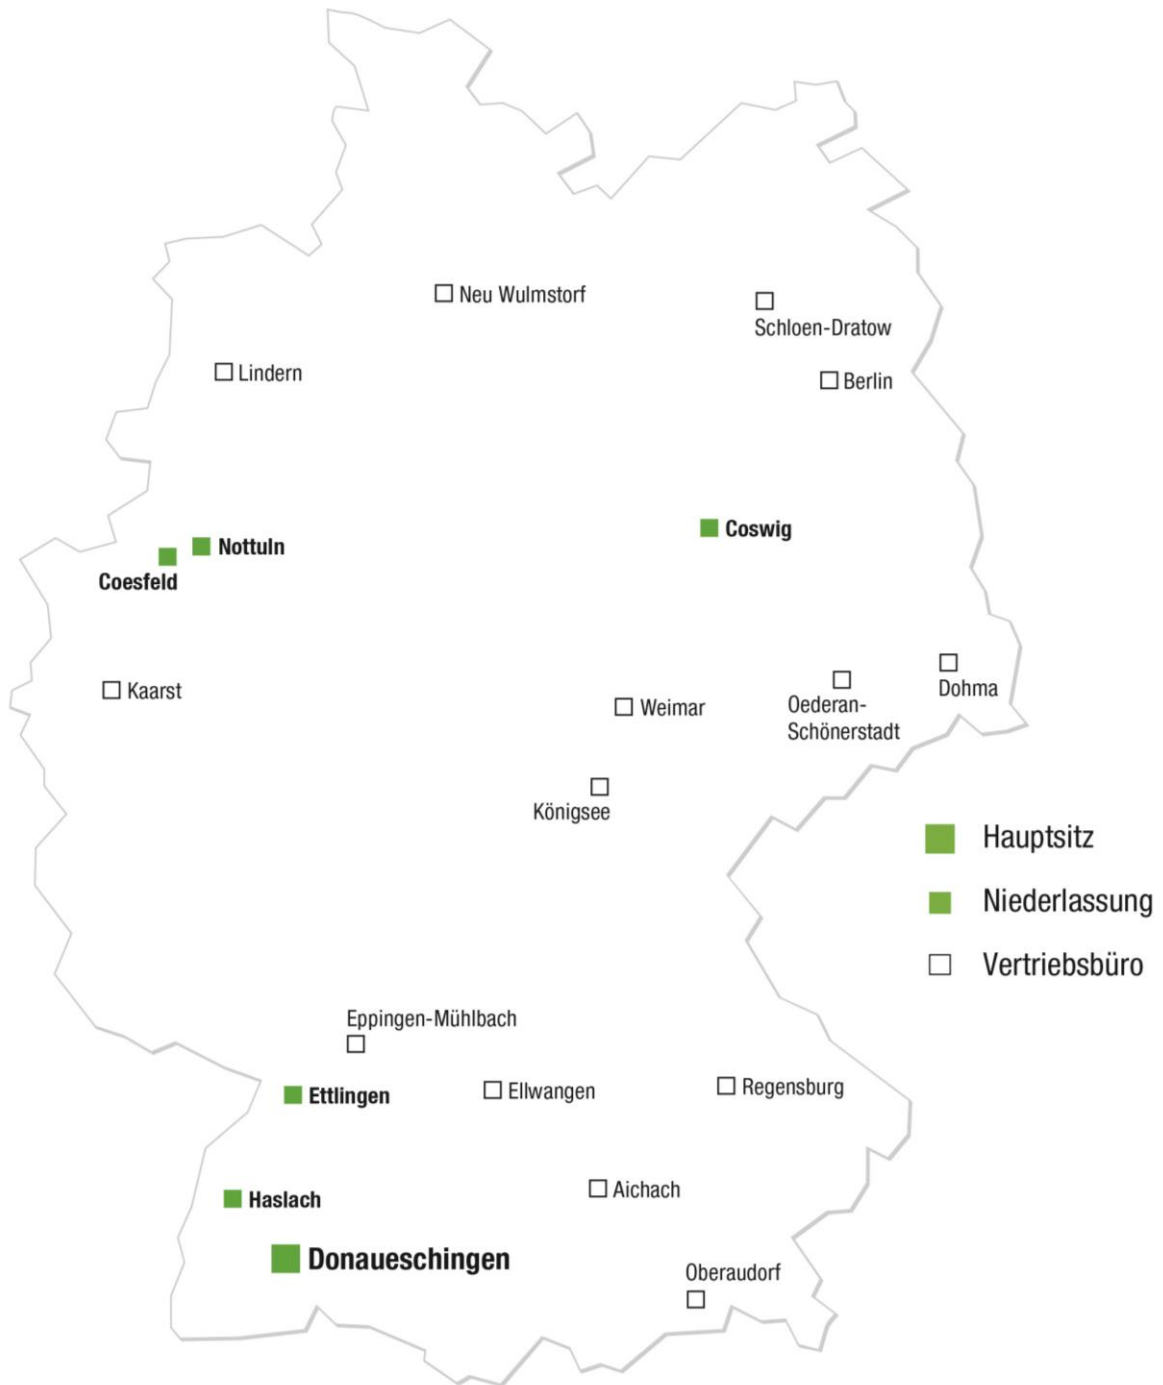 Neu Wulmstorf
Schloen-Dratow
Lindern
Berlin
Coswig
Nottuln
Coesfeld
Kaarst
Dohma
Oederan-
Schönerstadt
Weimar
Königsee
Hauptsitz
Niederlassung
Vertriebsbüro
Eppingen-Mühlbach
Ettlingen
Ellwangen
Regensburg
Aichach
Haslach
Donaueschingen
Oberaudorf